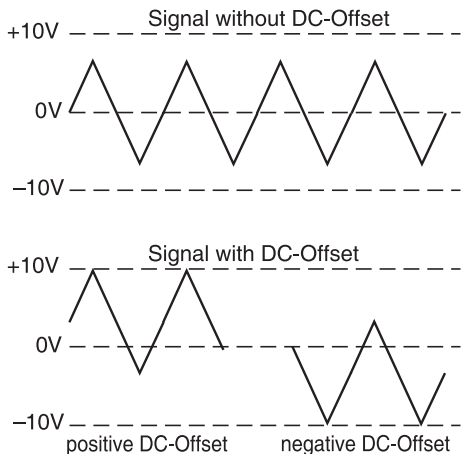 Signal without DC-Offset
+10V
0V
–10V
Signal with DC-Offset
+10V
0V
–10V
positive DC-Offset
negative DC-Offset